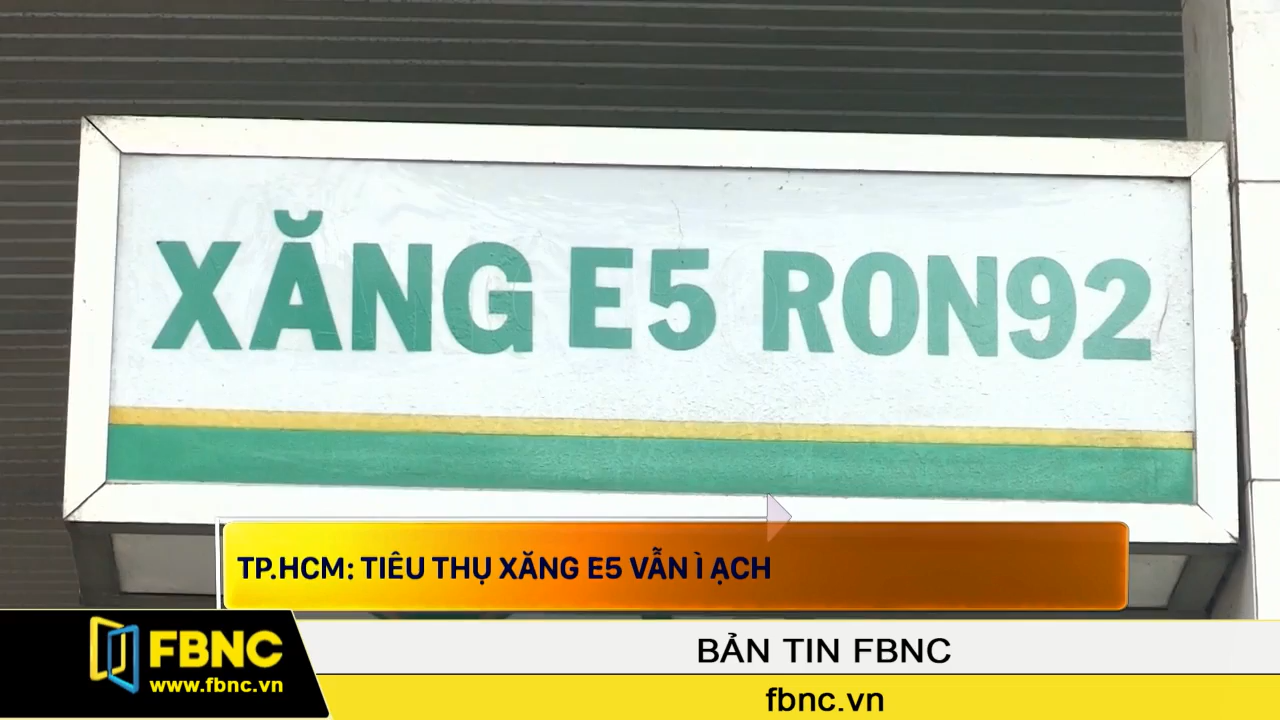 XĂNG E5 RON92
TP.HCM: TIÊU THỤ XĂNG E5 VẪN Ì ẠCH
FBNC
www.fbnc.vn
BẢN TIN FBNC
fbnc.vn